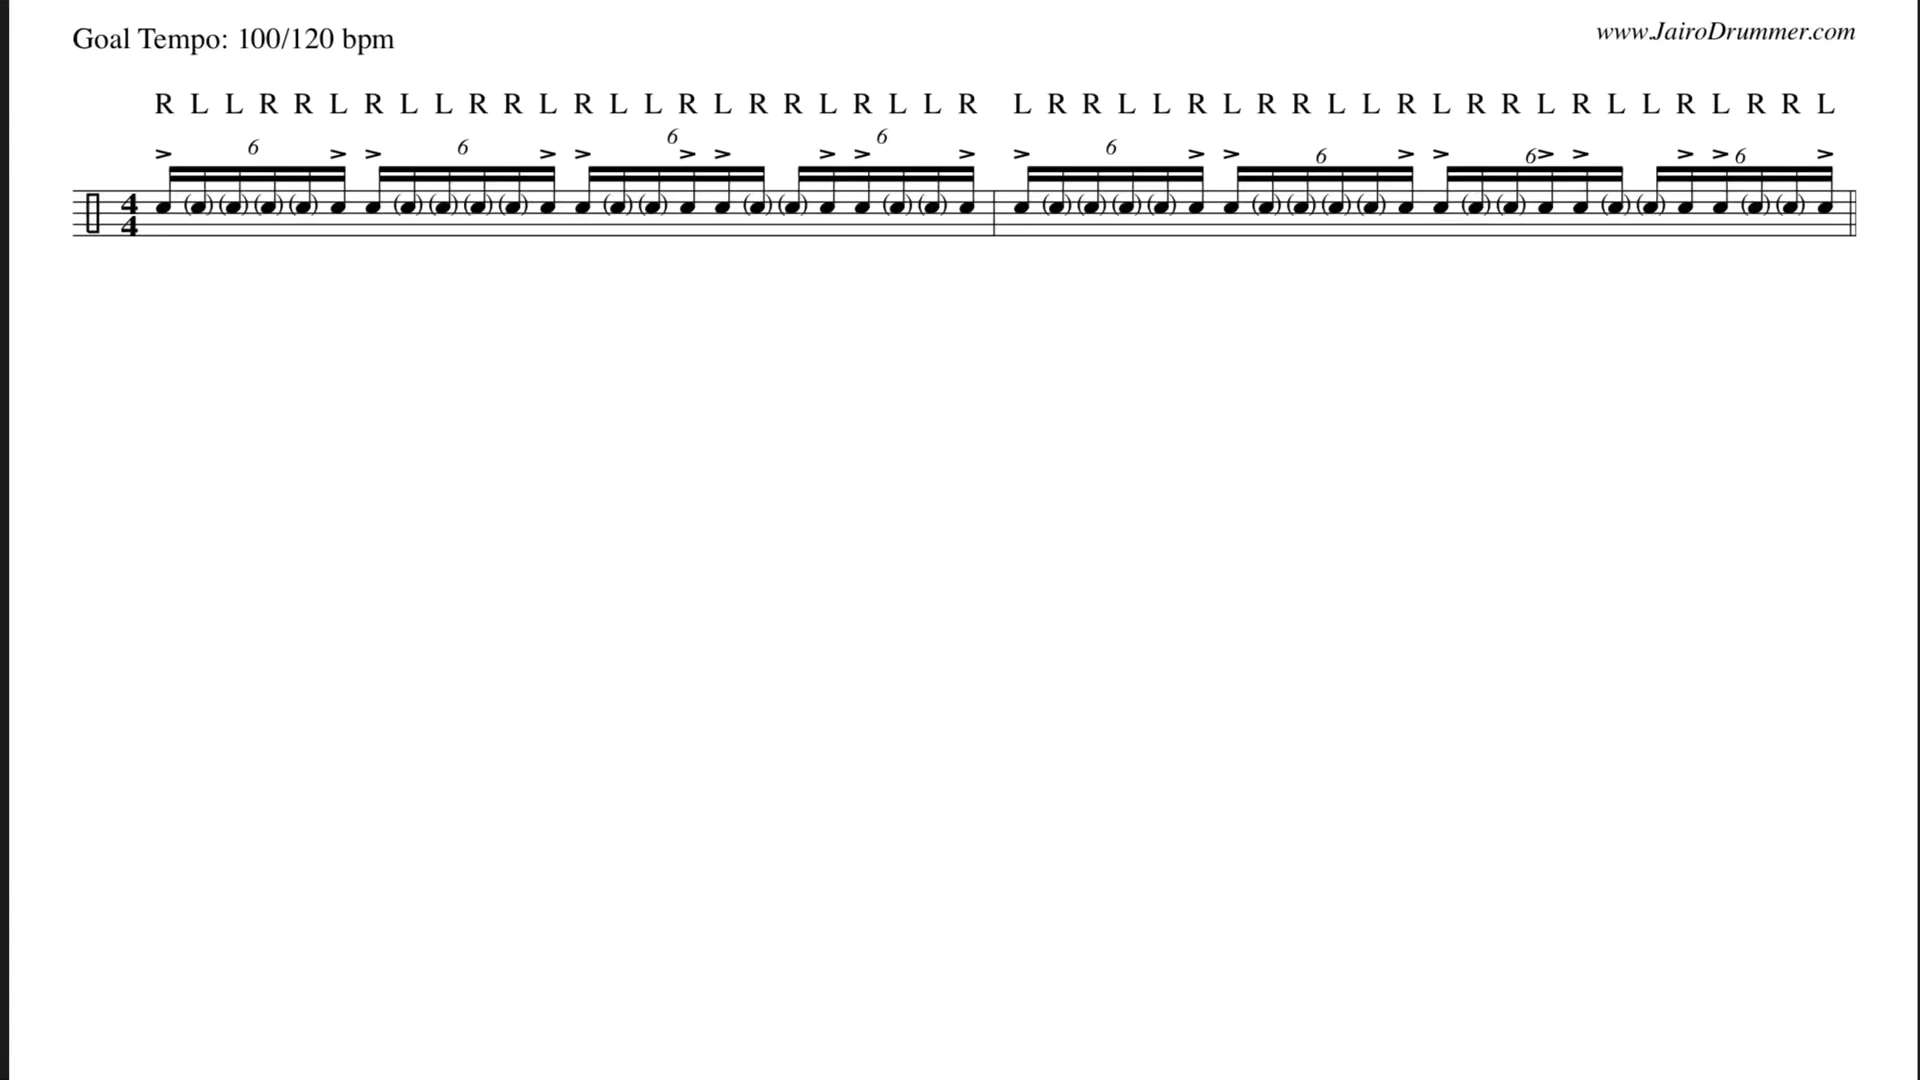 Goal Tempo: 100/120 bpm
www.JairoDrummer.com
R L L R R L R L L R R L R L L R L R R L R L L R L R R L L R L R R L L R L R R L R L L R L R R L
6 6 6 6 6 6 6 6
4
4